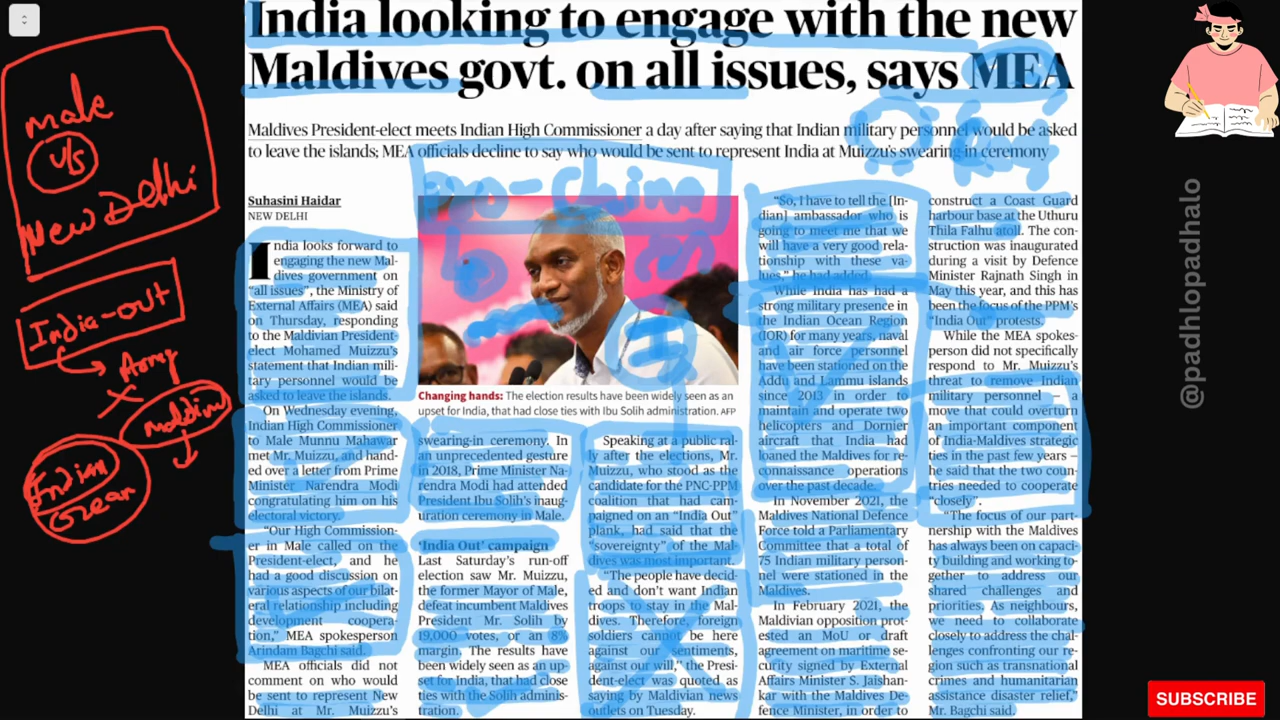 India looking to engage with the new
Maldives govt. on all issues, says MEA
Maldives President-elect meets Indian High Commissioner a day after saying that Indian military personnel would be asked
to leave the islands; MEA officials decline to say who would be sent to represent India at Muizzu's swearing-in ceremony
male
v/s
New Delhi
India-out
Army
Maldives
Indian
Ocean
Pro-China
Suhasini Haidar
NEW DELHI
India looks forward to
engaging the new Mal-
dives government on
"all issues", the Ministry of
External Affairs (MEA) said
on Thursday, responding
to the Maldivian President-
elect Mohamed Muizzu's
statement that Indian mili-
tary personnel would be
asked to leave the islands.
On Wednesday evening,
Indian High Commissioner
to Male Munnu Mahawar
met Mr. Muizzu, and hand-
ed over a letter from Prime
Minister Narendra Modi
congratulating him on his
electoral victory.
"Our High Commission-
er in Male called on the
President-elect, and he
had a good discussion on
various aspects of our bilat-
eral relationship including
development coopera-
tion," MEA spokesperson
Arindam Bagchi said.
MEA officials did not
comment on who would
be sent to represent New
Delhi at Mr. Muizzu's
Changing hands: The election results have been widely seen as an
upset for India, that had close ties with Ibu Solih administration. AFP
swearing-in ceremony. In
an unprecedented gesture
in 2018, Prime Minister Na-
rendra Modi had attended
President Ibu Solih's inaug-
uration ceremony in Male.
'India Out' campaign
Last Saturday's run-off
election saw Mr. Muizzu,
the former Mayor of Male,
defeat incumbent Maldives
President Mr. Solih by
19,000 votes, or an 8%
margin. The results have
been widely seen as an up-
set for India, that had close
ties with the Solih adminis-
tration.
Speaking at a public ral-
ly after the elections, Mr.
Muizzu, who stood as the
candidate for the PNC-PPM
coalition that had cam-
paigned on an "India Out"
plank, had said that the
"sovereignty" of the Mal-
dives was most important.
"The people have decid-
ed and don't want Indian
troops to stay in the Mal-
dives. Therefore, foreign
soldiers cannot be here
against our sentiments,
against our will," the Presi-
dent-elect was quoted as
saying by Maldivian news
outlets on Tuesday.
"So, I have to tell the [In-
dian] ambassador who is
going to meet me that we
will have a very good rela-
tionship with these va-
lues," he had added.
While India has had a
strong military presence in
the Indian Ocean Region
(IOR) for many years, naval
and air force personnel
have been stationed on the
Addu and Lammu islands
since 2013 in order to
maintain and operate two
helicopters and Dornier
aircraft that India had
loaned the Maldives for re-
connaissance operations
over the past decade.
In November 2021, the
Maldives National Defence
Force told a Parliamentary
Committee that a total of
75 Indian military person-
nel were stationed in the
Maldives.
In February 2021, the
Maldivian opposition prot-
ested an MoU or draft
agreement on maritime se-
curity signed by External
Affairs Minister S. Jaishan-
kar with the Maldives De-
fence Minister, in order to
construct a Coast Guard
harbour base at the Uthuru
Thila Falhu atoll. The con-
struction was inaugurated
during a visit by Defence
Minister Rajnath Singh in
May this year, and this has
been the focus of the PPM's
"India Out" protests.
While the MEA spokes-
person did not specifically
respond to Mr. Muizzu's
threat to remove Indian
military personnel – a
move that could overturn
an important component
of India-Maldives strategic
ties in the past few years –
he said that the two coun-
tries needed to cooperate
"closely".
"The focus of our part-
nership with the Maldives
has always been on capaci-
ty building and working to-
gether to address our
shared challenges and
priorities. As neighbours,
we need to collaborate
closely to address the chal-
lenges confronting our re-
gion such as transnational
crimes and humanitarian
assistance disaster relief,"
Mr. Bagchi said.
@padhlopadhalo
SUBSCRIBE